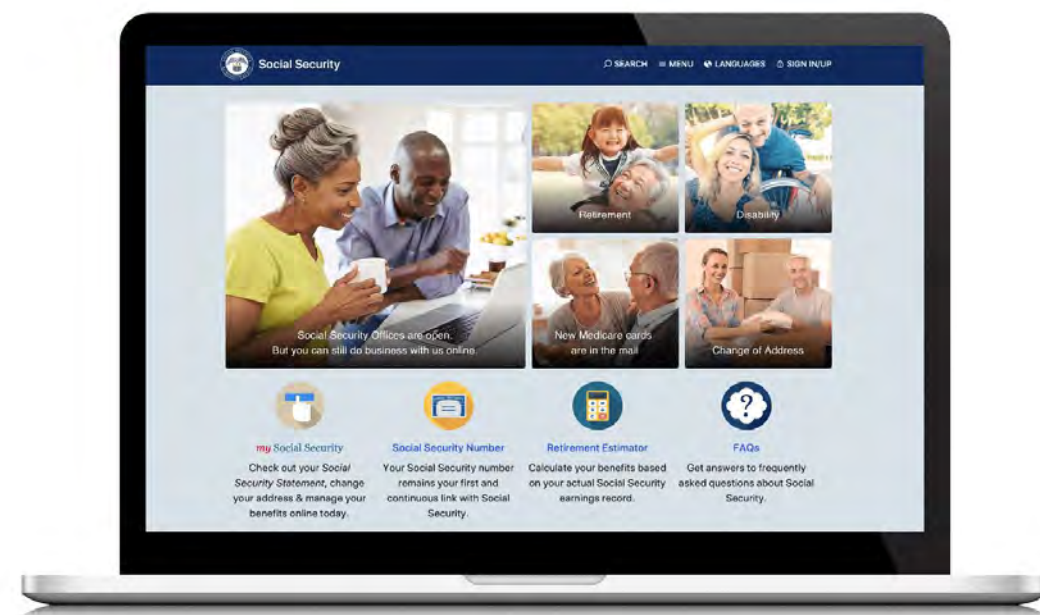 Social Security
SEARCH MENU LANGUAGES SIGN IN/UP
Social Security Offices are open.
But you can still do business with us online.
Retirement
Disability
New Medicare cards
are in the mail
Change of Address
my Social Security
Check out your Social
Security Statement, change
your address & manage your
benefits online today.
Social Security Number
Your Social Security number
remains your first and
continuous link with Social
Security.
Retirement Estimator
Calculate your benefits based
on your actual Social Security
earnings record.
?
FAQs
Get answers to frequently
asked questions about Social
Security.